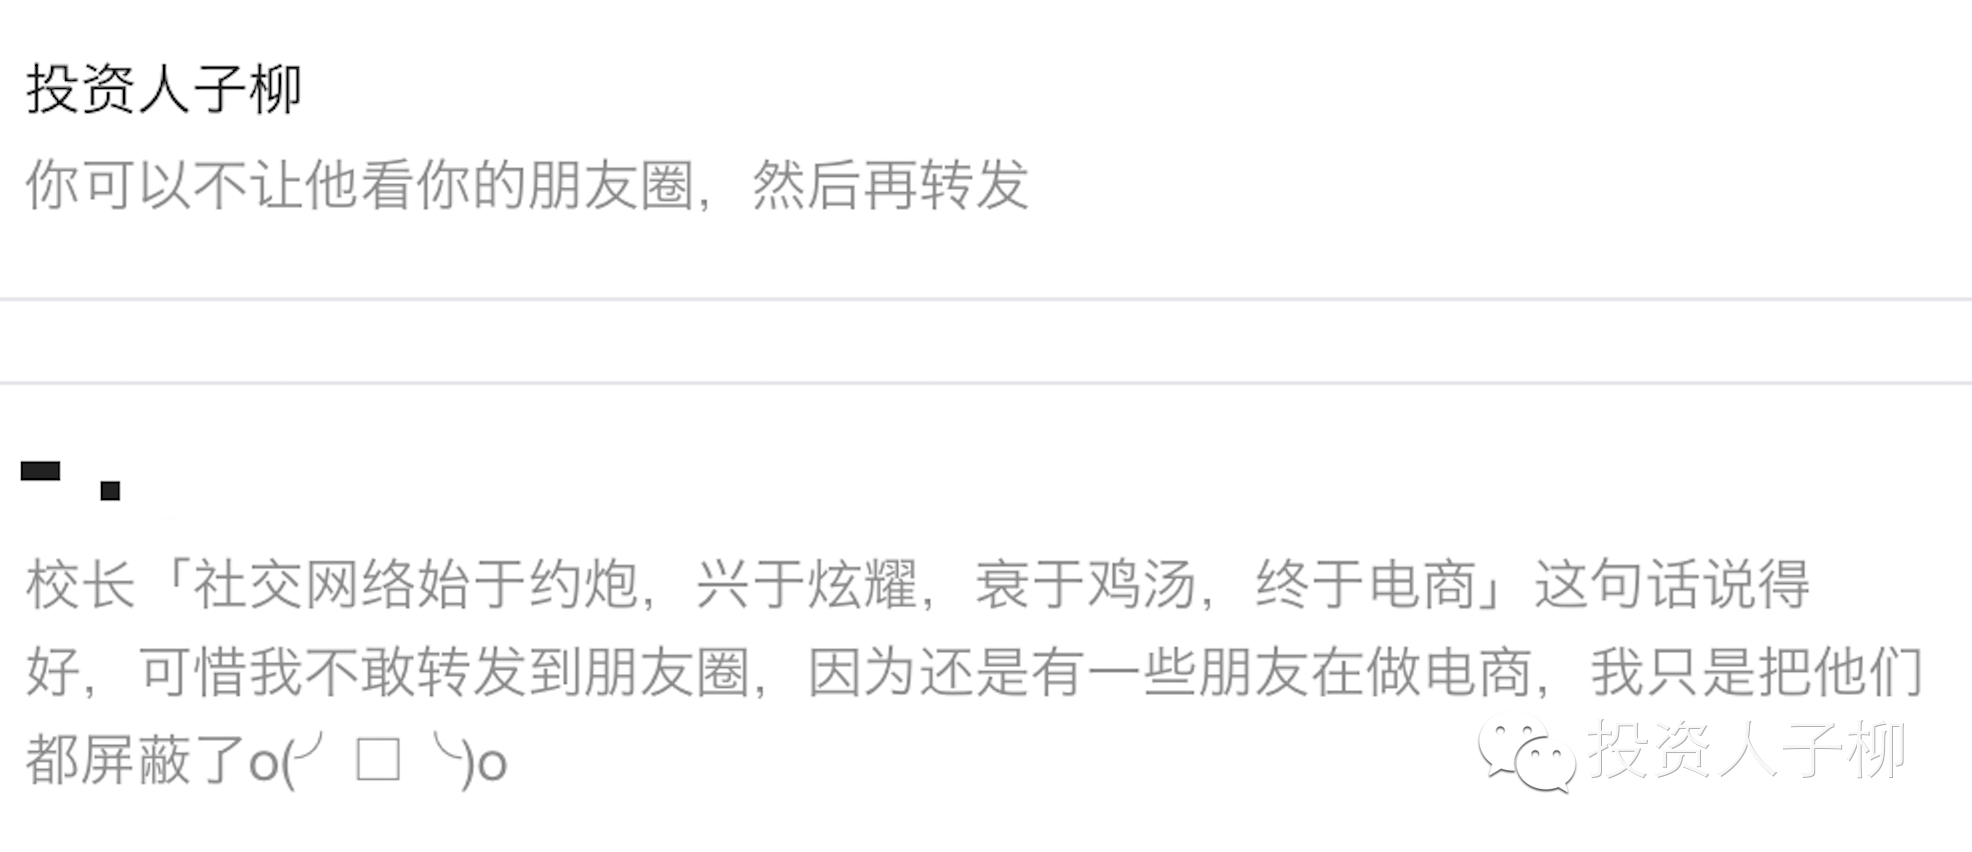 投资人子柳
你可以不让他看你的朋友圈，然后再转发
校长「社交网络始于约炮，兴于炫耀，衰于鸡汤，终于电商」这句话说得
好，可惜我不敢转发到朋友圈，因为还是有一些朋友在做电商，我只是把他们
都屏蔽了o(╯□╰)o
投资人子柳